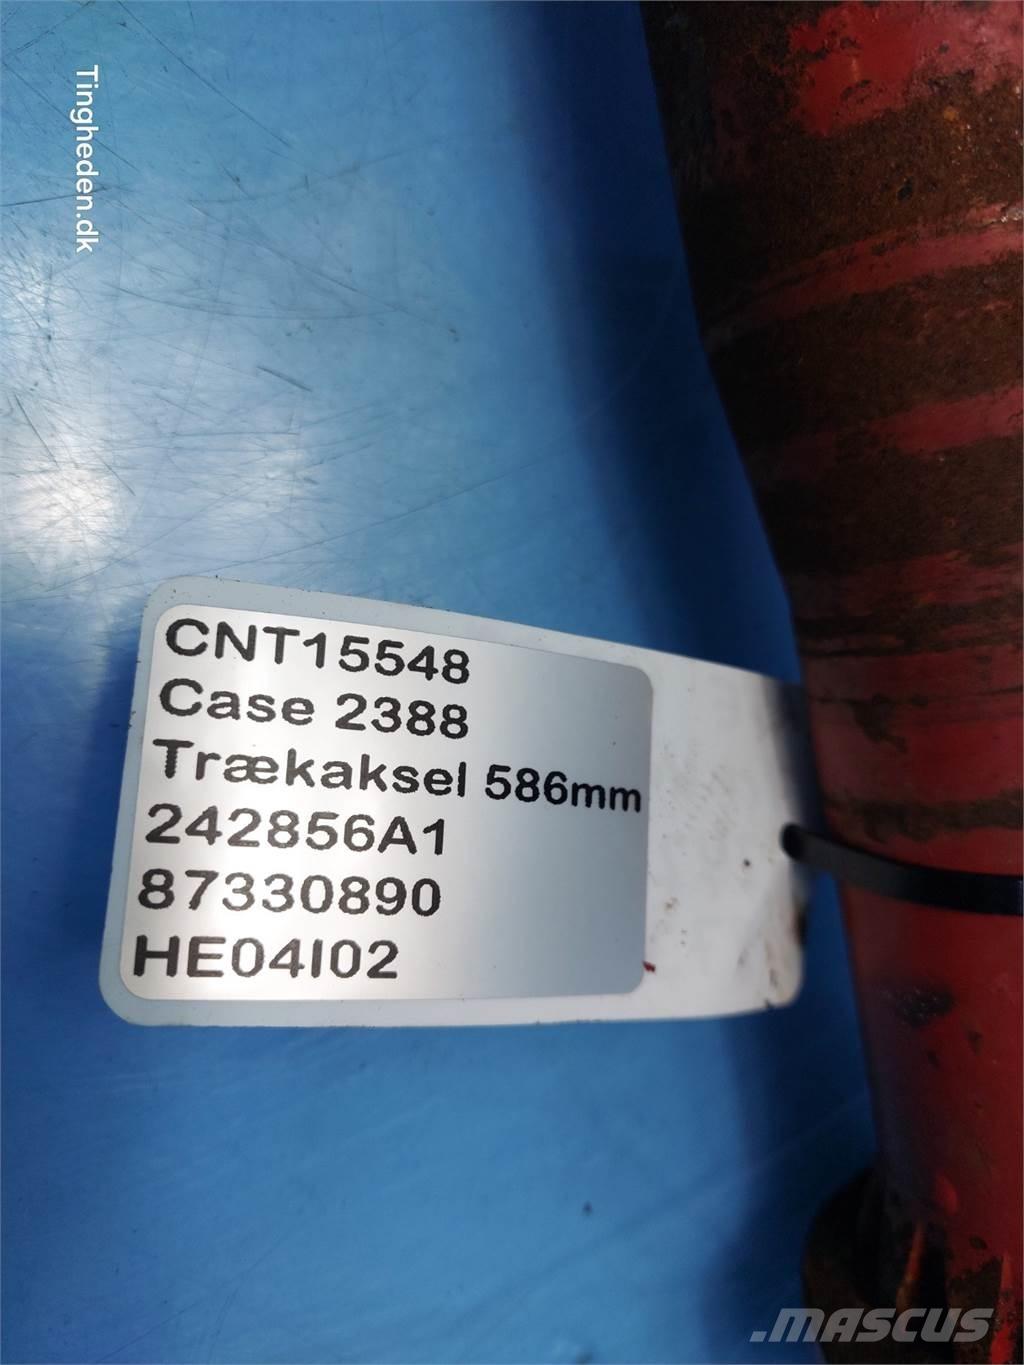 Tingheden.dk
CNT15548
Case 2388
Trækaksel 586mm
242856A1
87330890
HE04I02
.MASCUS